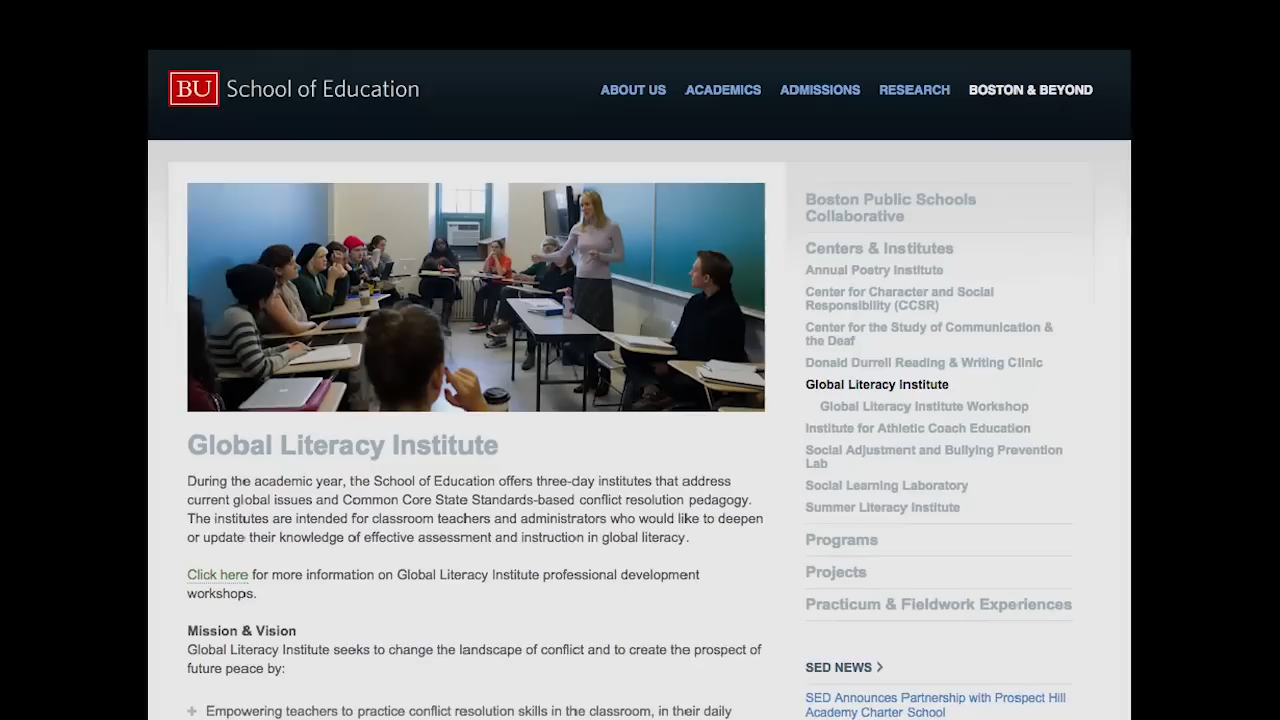 BU School of Education
ABOUT US ACADEMICS ADMISSIONS RESEARCH BOSTON & BEYOND
Global Literacy Institute
During the academic year, the School of Education offers three-day institutes that address
current global issues and Common Core State Standards-based conflict resolution pedagogy.
The institutes are intended for classroom teachers and administrators who would like to deepen
or update their knowledge of effective assessment and instruction in global literacy.
Click here for more information on Global Literacy Institute professional development
workshops.
Mission & Vision
Global Literacy Institute seeks to change the landscape of conflict and to create the prospect of
future peace by:
Empowering teachers to practice conflict resolution skills in the classroom, in their daily
Boston Public Schools
Collaborative
Centers & Institutes
Annual Poetry Institute
Center for Character and Social
Responsibility (CCSR)
Center for the Study of Communication &
the Deaf
Donald Durrell Reading & Writing Clinic
Global Literacy Institute
Global Literacy Institute Workshop
Institute for Athletic Coach Education
Social Adjustment and Bullying Prevention
Lab
Social Learning Laboratory
Summer Literacy Institute
Programs
Projects
Practicum & Fieldwork Experiences
SED NEWS >
SED Announces Partnership with Prospect Hill
Academy Charter School